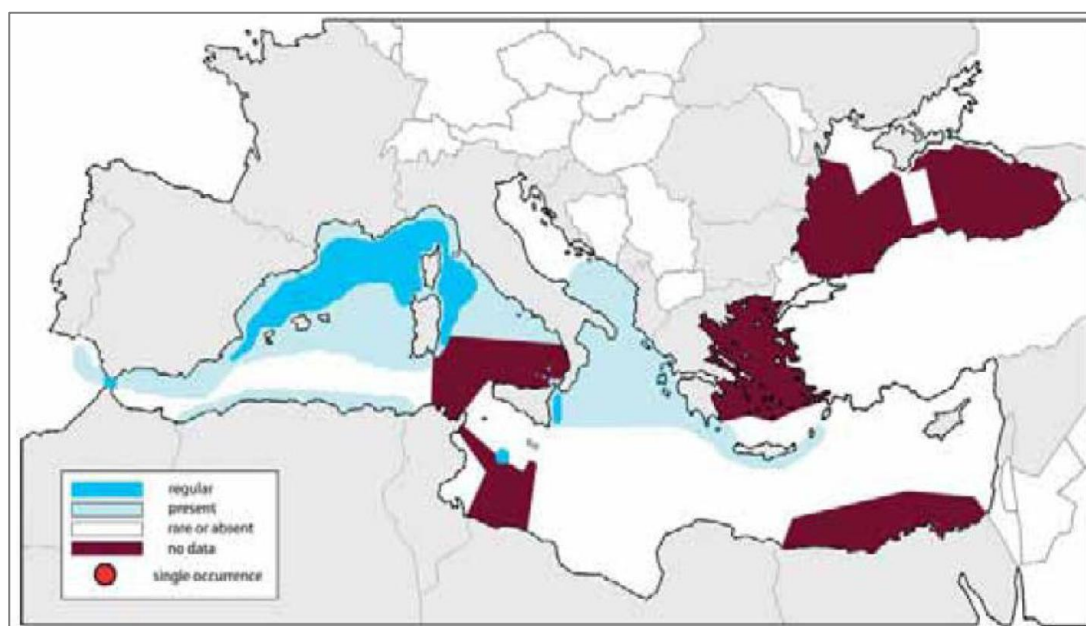 regular
present
rare or absent
no data
single occurrence